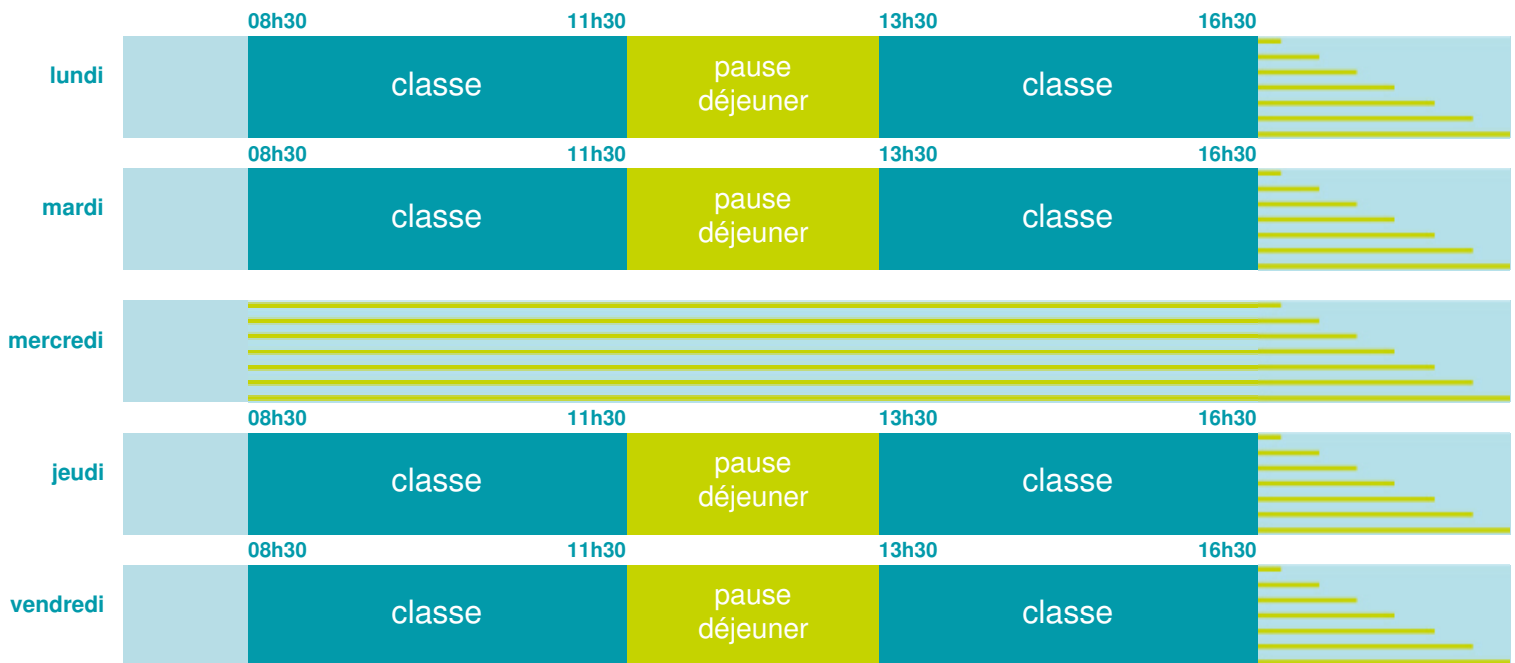 08h30 11h30 13h30 16h30
lundi classe pause déjeuner classe
08h30 11h30 13h30 16h30
mardi classe pause déjeuner classe
mercredi
08h30 11h30 13h30 16h30
jeudi classe pause déjeuner classe
08h30 11h30 13h30 16h30
vendredi classe pause déjeuner classe